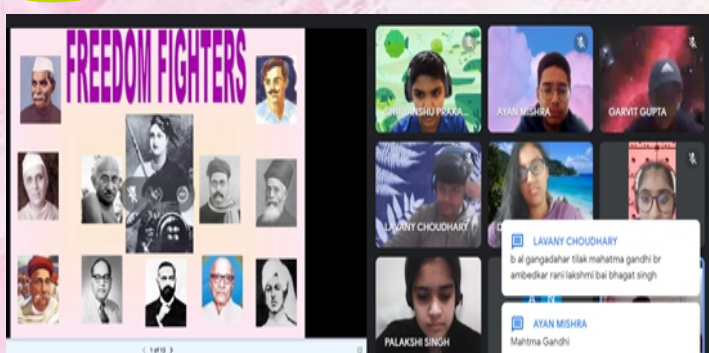 FREEDOM FIGHTERS
AYAN MISHRA
GARVIT GUPTA
LAVANY CHOUDHARY
LAVANY CHOUDHARY
b al gangadahar tilak mahatma gandhi br
ambedkar rani lakshmi bai bhagat singh
PALAKSHI SINGH
AYAN MISHRA
Mahtma Gandhi